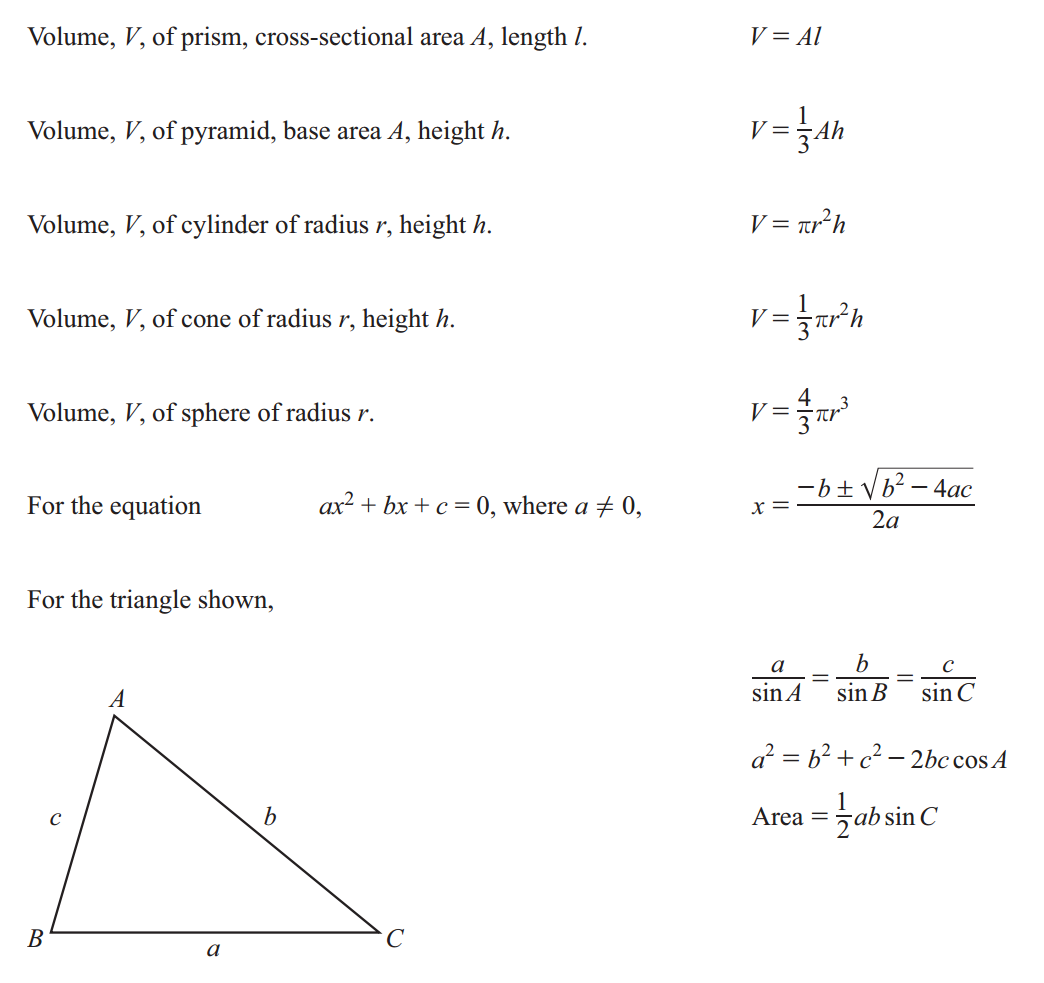 Volume, V, of prism, cross-sectional area A, length l. V = Al
Volume, V, of pyramid, base area A, height h. V = 1/3 Ah
Volume, V, of cylinder of radius r, height h. V = πr²h
Volume, V, of cone of radius r, height h. V = 1/3 πr²h
Volume, V, of sphere of radius r. V = 4/3 πr³
For the equation ax² + bx + c = 0, where a ≠ 0, x = (−b ± √(b² − 4ac))/2a
For the triangle shown,
a/sin A = b/sin B = c/sin C
a² = b² + c² − 2bc cos A
Area = 1/2 ab sin C
A
c b
B C
a